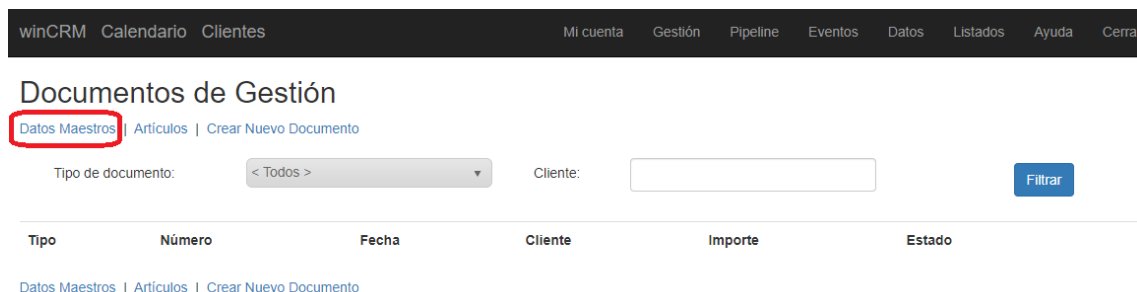 winCRM Calendario Clientes Mi cuenta Gestión Pipeline Eventos Datos Listados Ayuda Cerra
Documentos de Gestión
Datos Maestros | Artículos | Crear Nuevo Documento
Tipo de documento: < Todos > Cliente: Filtrar
Tipo Número Fecha Cliente Importe Estado
Datos Maestros | Artículos | Crear Nuevo Documento